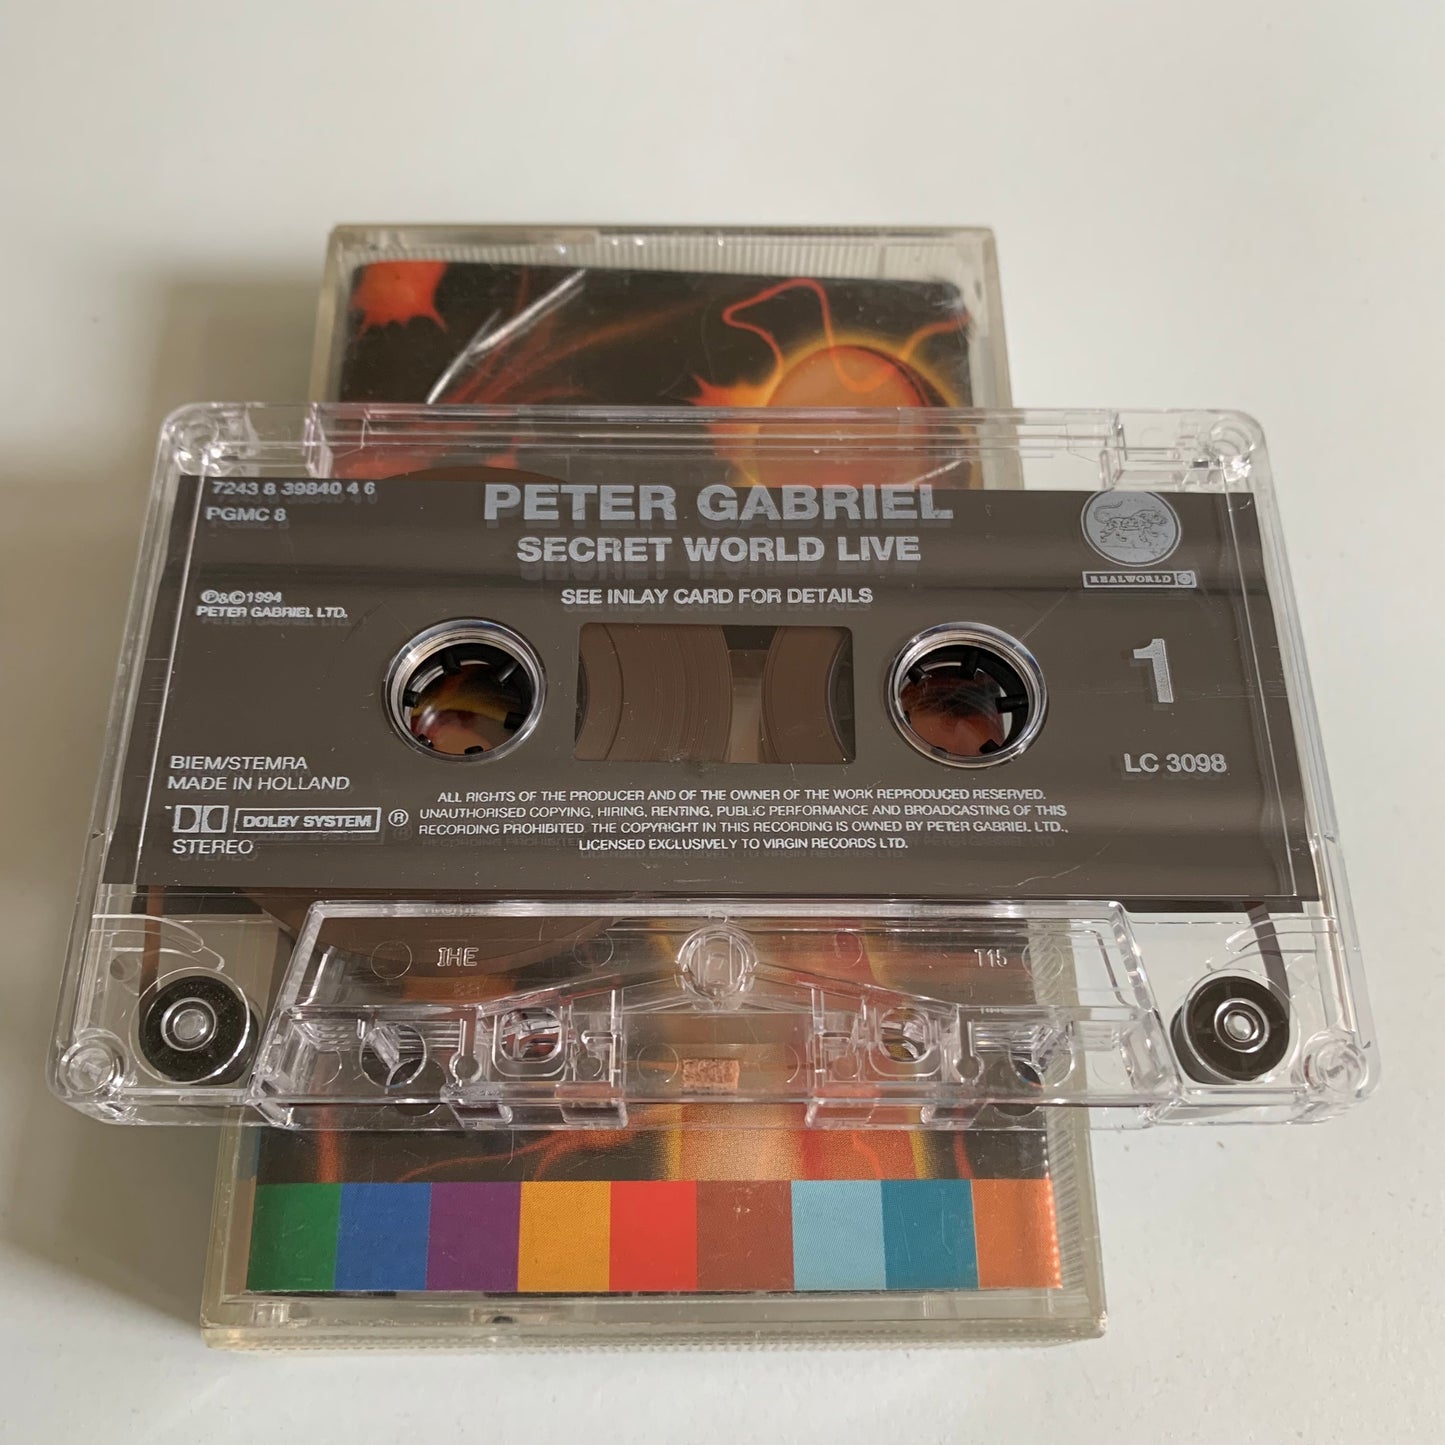 7243 8 39840 4 6
PGMC 8
PETER GABRIEL
SECRET WORLD LIVE
SEE INLAY CARD FOR DETAILS
REALWORLD
℗&©1994
PETER GABRIEL LTD.
1
LC 3098
BIEM/STEMRA
MADE IN HOLLAND
DOLBY SYSTEM ®
STEREO
ALL RIGHTS OF THE PRODUCER AND OF THE OWNER OF THE WORK REPRODUCED RESERVED.
UNAUTHORISED COPYING, HIRING, RENTING, PUBLIC PERFORMANCE AND BROADCASTING OF THIS
RECORDING PROHIBITED. THE COPYRIGHT IN THIS RECORDING IS OWNED BY PETER GABRIEL LTD.,
LICENSED EXCLUSIVELY TO VIRGIN RECORDS LTD.
IHE
T15